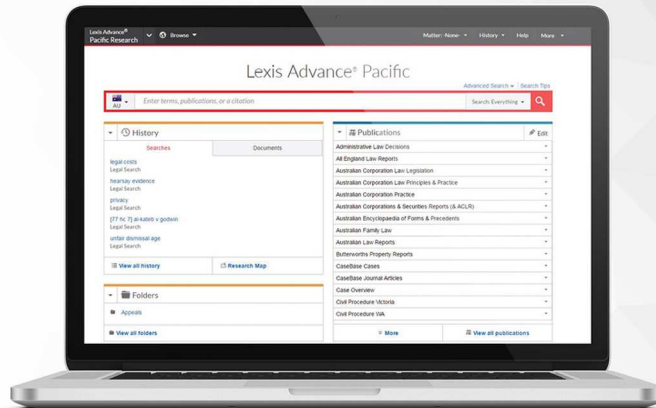 Lexis Advance®
Pacific Research
Browse
Matter: -None-
History
Help
More
Lexis Advance® Pacific
Advanced Search
Search Tips
AU
Enter terms, publications, or a citation
Search: Everything
History
Searches
Documents
legal costs
Legal Search
hearsay evidence
Legal Search
privacy
Legal Search
[77 hc 7] al-kateb v godwin
Legal Search
unfair dismissal age
Legal Search
View all history
Research Map
Folders
Appeals
View all folders
Publications
Edit
Administrative Law Decisions
All England Law Reports
Australian Corporation Law Legislation
Australian Corporation Law Principles & Practice
Australian Corporation Practice
Australian Corporations & Securities Reports (& ACLR)
Australian Encyclopaedia of Forms & Precedents
Australian Family Law
Australian Law Reports
Butterworths Property Reports
CaseBase Cases
CaseBase Journal Articles
Case Overview
Civil Procedure Victoria
Civil Procedure WA
More
View all publications